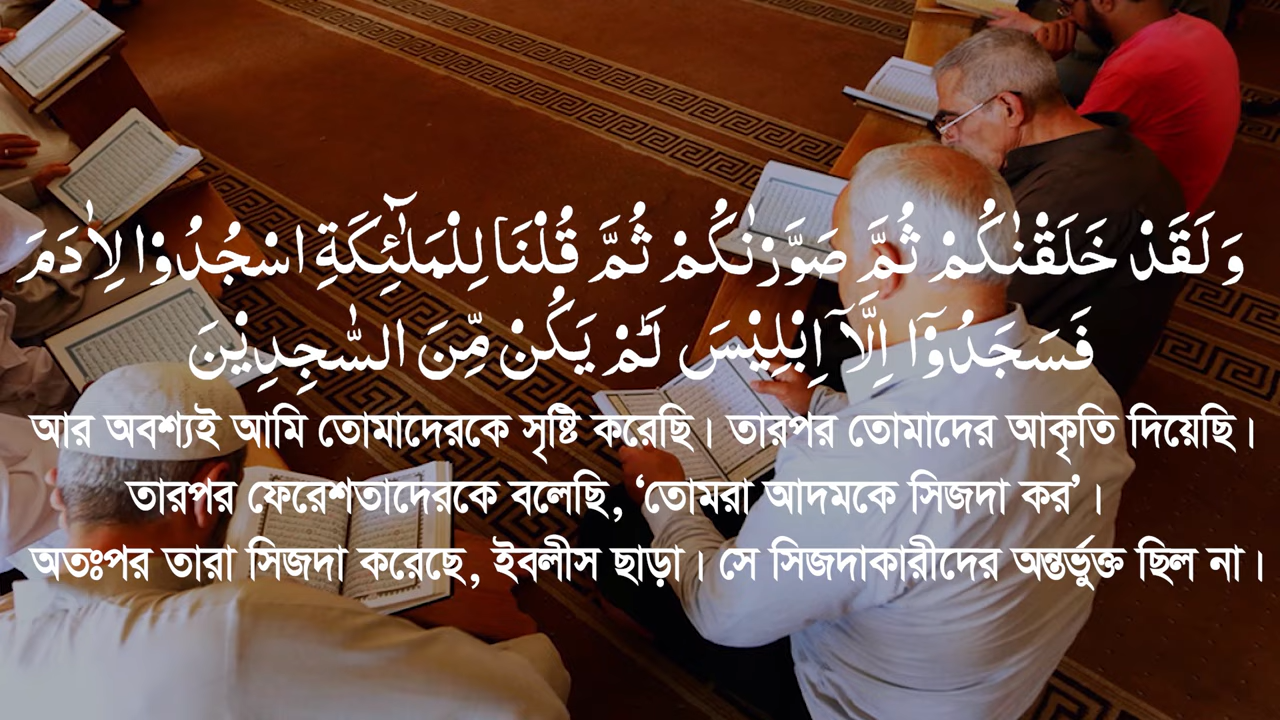 وَلَقَدْ خَلَقْنٰكُمْ ثُمَّ صَوَّرْنٰكُمْ ثُمَّ قُلْنَا لِلْمَلٰٓئِكَةِ اسْجُدُوْا لِاٰدَمَ
فَسَجَدُوْٓا اِلَّآ اِبْلِيْسَ لَمْ يَكُنْ مِّنَ السّٰجِدِيْنَ
আর অবশ্যই আমি তোমাদেরকে সৃষ্টি করেছি। তারপর তোমাদের আকৃতি দিয়েছি।
তারপর ফেরেশতাদেরকে বলেছি, ‘তোমরা আদমকে সিজদা কর’।
অতঃপর তারা সিজদা করেছে, ইবলীস ছাড়া। সে সিজদাকারীদের অন্তর্ভুক্ত ছিল না।